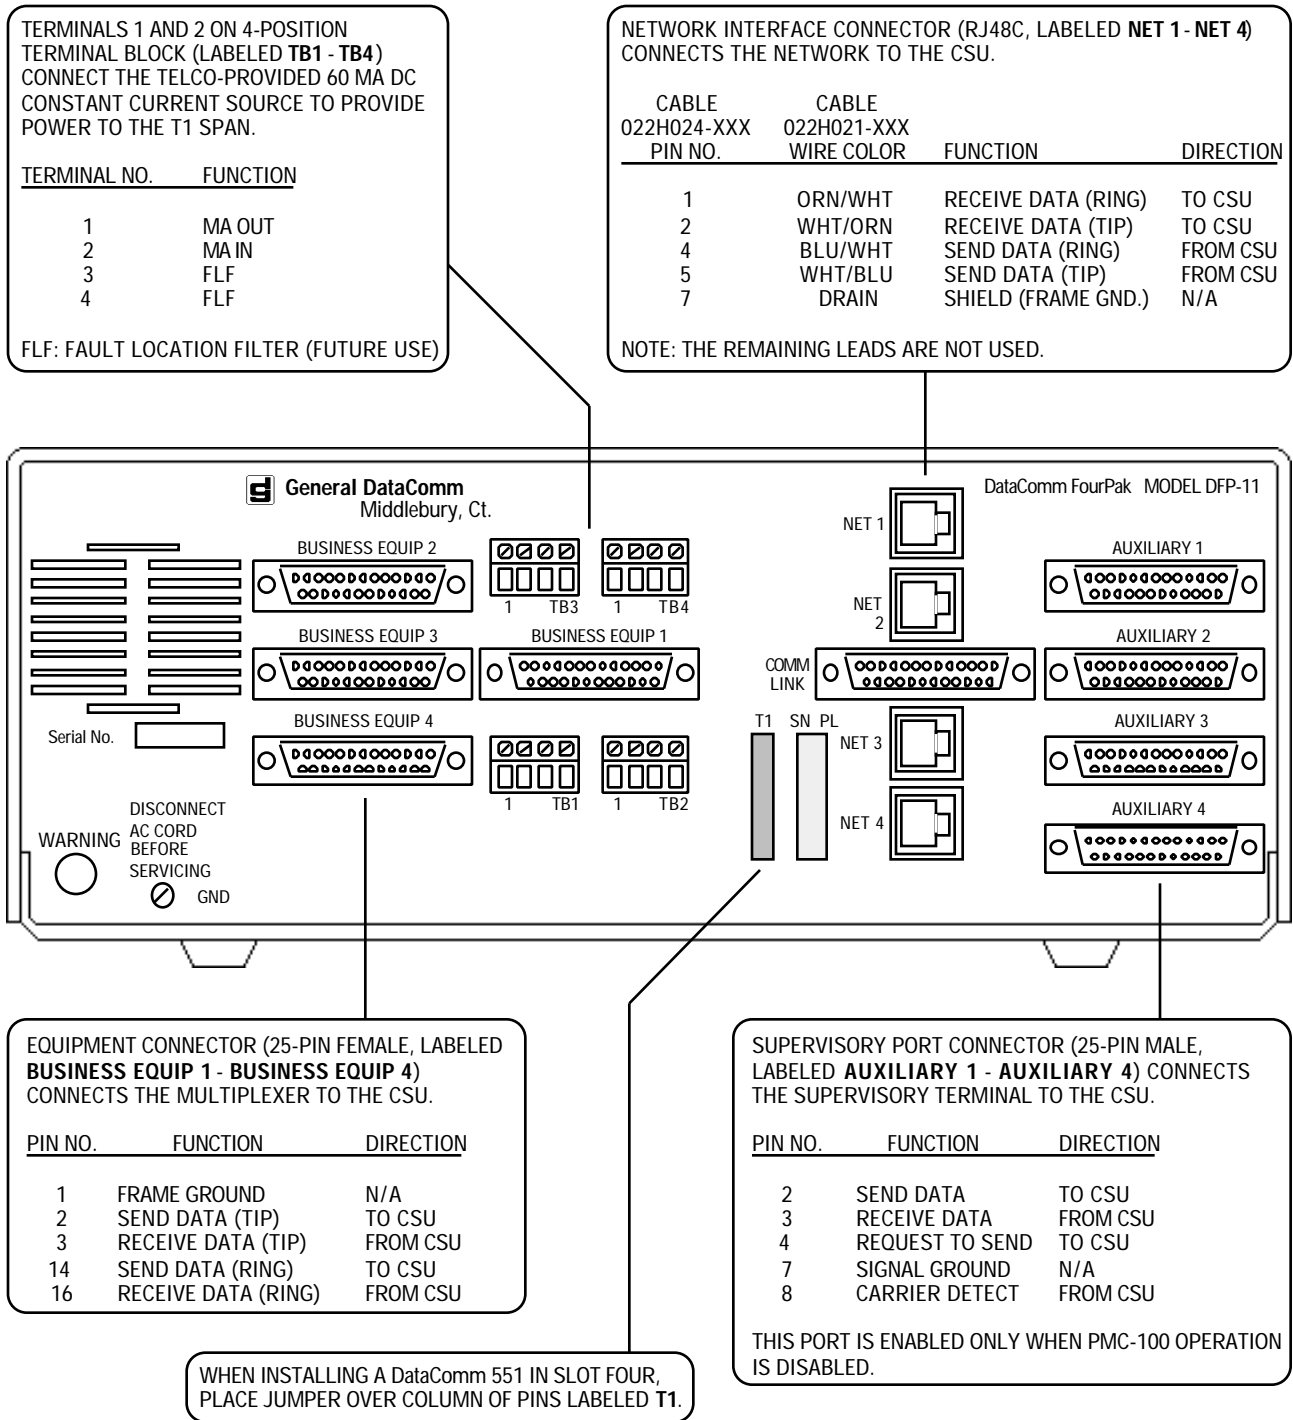 TERMINALS 1 AND 2 ON 4-POSITION
TERMINAL BLOCK (LABELED TB1 - TB4)
CONNECT THE TELCO-PROVIDED 60 MA DC
CONSTANT CURRENT SOURCE TO PROVIDE
POWER TO THE T1 SPAN.
TERMINAL NO. FUNCTION
1 MA OUT
2 MA IN
3 FLF
4 FLF
FLF: FAULT LOCATION FILTER (FUTURE USE)
NETWORK INTERFACE CONNECTOR (RJ48C, LABELED NET 1 - NET 4)
CONNECTS THE NETWORK TO THE CSU.
CABLE CABLE
022H024-XXX 022H021-XXX
PIN NO. WIRE COLOR FUNCTION DIRECTION
1 ORN/WHT RECEIVE DATA (RING) TO CSU
2 WHT/ORN RECEIVE DATA (TIP) TO CSU
4 BLU/WHT SEND DATA (RING) FROM CSU
5 WHT/BLU SEND DATA (TIP) FROM CSU
7 DRAIN SHIELD (FRAME GND.) N/A
NOTE: THE REMAINING LEADS ARE NOT USED.
General DataComm
Middlebury, Ct.
DataComm FourPak MODEL DFP-11
NET 1
BUSINESS EQUIP 2
AUXILIARY 1
1 TB3 1 TB4
NET
2
BUSINESS EQUIP 3 BUSINESS EQUIP 1
AUXILIARY 2
COMM
LINK
BUSINESS EQUIP 4
T1 SN PL
AUXILIARY 3
Serial No.
NET 3
1 TB1 1 TB2
AUXILIARY 4
NET 4
WARNING
DISCONNECT
AC CORD
BEFORE
SERVICING
GND
EQUIPMENT CONNECTOR (25-PIN FEMALE, LABELED
BUSINESS EQUIP 1 - BUSINESS EQUIP 4)
CONNECTS THE MULTIPLEXER TO THE CSU.
PIN NO. FUNCTION DIRECTION
1 FRAME GROUND N/A
2 SEND DATA (TIP) TO CSU
3 RECEIVE DATA (TIP) FROM CSU
14 SEND DATA (RING) TO CSU
16 RECEIVE DATA (RING) FROM CSU
SUPERVISORY PORT CONNECTOR (25-PIN MALE,
LABELED AUXILIARY 1 - AUXILIARY 4) CONNECTS
THE SUPERVISORY TERMINAL TO THE CSU.
PIN NO. FUNCTION DIRECTION
2 SEND DATA TO CSU
3 RECEIVE DATA FROM CSU
4 REQUEST TO SEND TO CSU
7 SIGNAL GROUND N/A
8 CARRIER DETECT FROM CSU
THIS PORT IS ENABLED ONLY WHEN PMC-100 OPERATION
IS DISABLED.
WHEN INSTALLING A DataComm 551 IN SLOT FOUR,
PLACE JUMPER OVER COLUMN OF PINS LABELED T1.